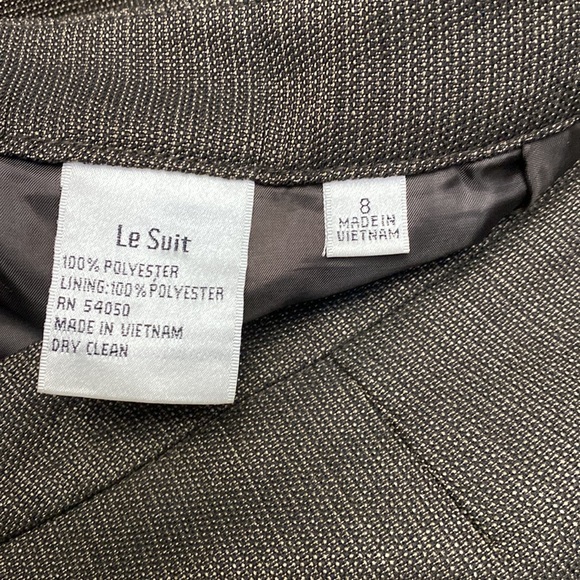 Le Suit
100% POLYESTER
LINING:100% POLYESTER
RN 54050
MADE IN VIETNAM
DRY CLEAN
8
MADE IN
VIETNAM